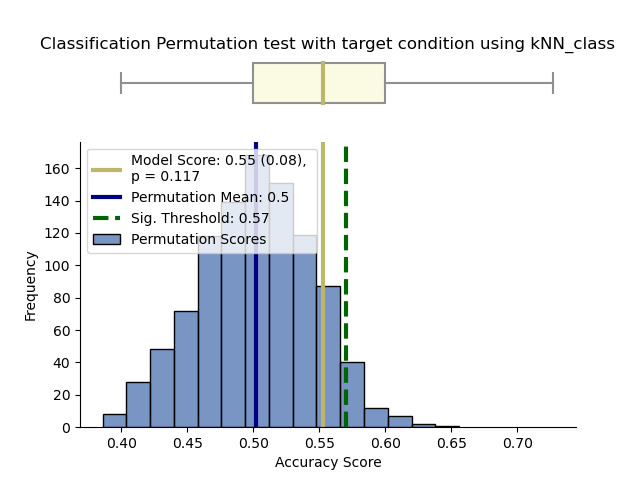 Classification Permutation test with target condition using kNN_class
Model Score: 0.55 (0.08),
p = 0.117
Permutation Mean: 0.5
Sig. Threshold: 0.57
Permutation Scores
Frequency
160
140
120
100
80
60
40
20
0
0.40 0.45 0.50 0.55 0.60 0.65 0.70
Accuracy Score